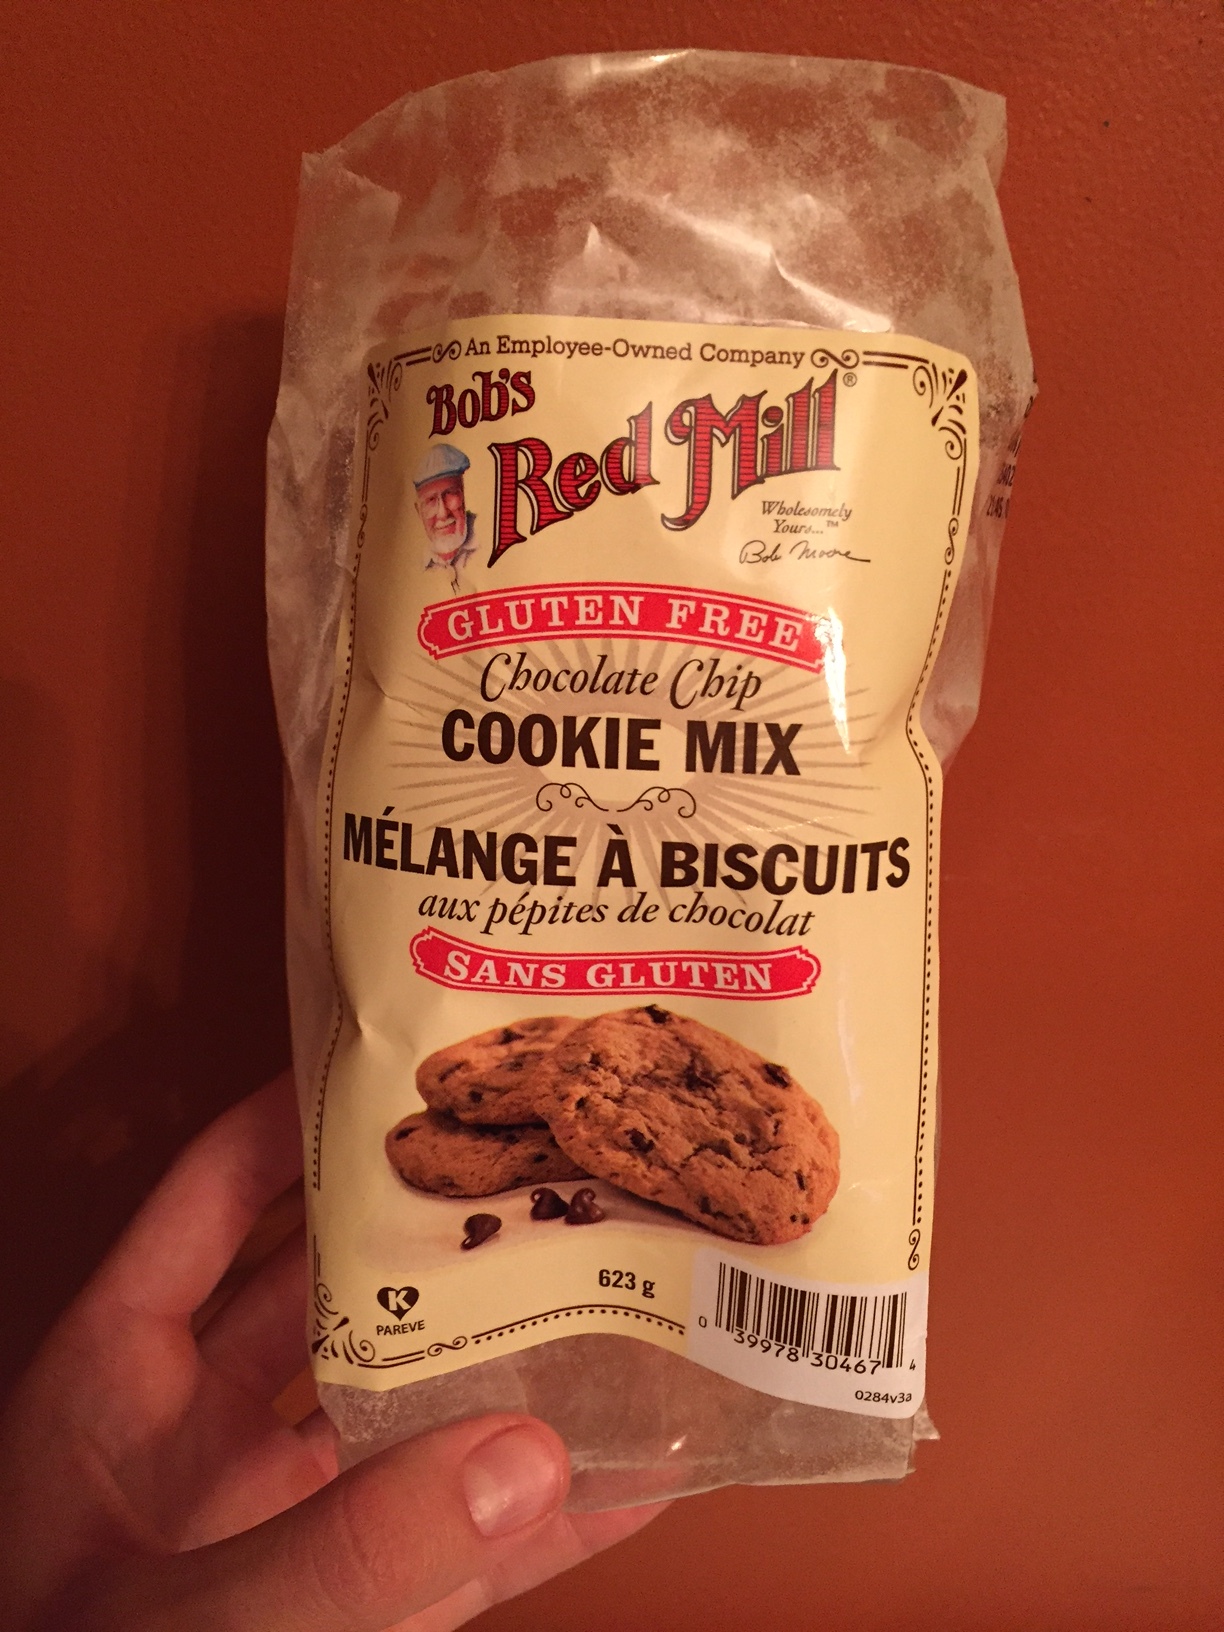 An Employee-Owned Company
Bob's
Red Mill®
Wholesomely
Yours...™
Bob Moore
GLUTEN FREE
Chocolate Chip
COOKIE MIX
MÉLANGE À BISCUITS
aux pépites de chocolat
SANS GLUTEN
623 g
K
PAREVE
0 39978 30467 4
0284v3a